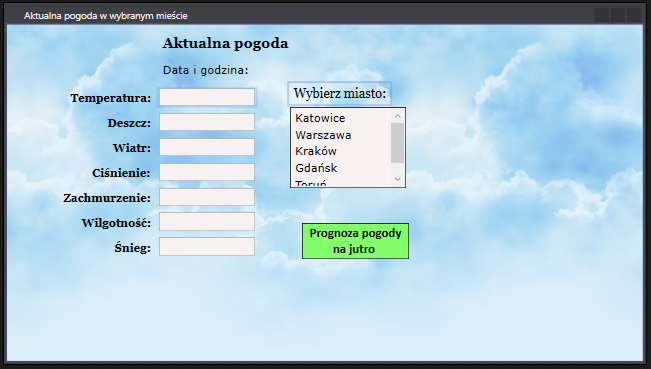 Aktualna pogoda w wybranym mieście
Aktualna pogoda
Data i godzina:
Temperatura:
Deszcz:
Wiatr:
Ciśnienie:
Zachmurzenie:
Wilgotność:
Śnieg:
Wybierz miasto:
Katowice
Warszawa
Kraków
Gdańsk
Toruń
Prognoza pogody
na jutro